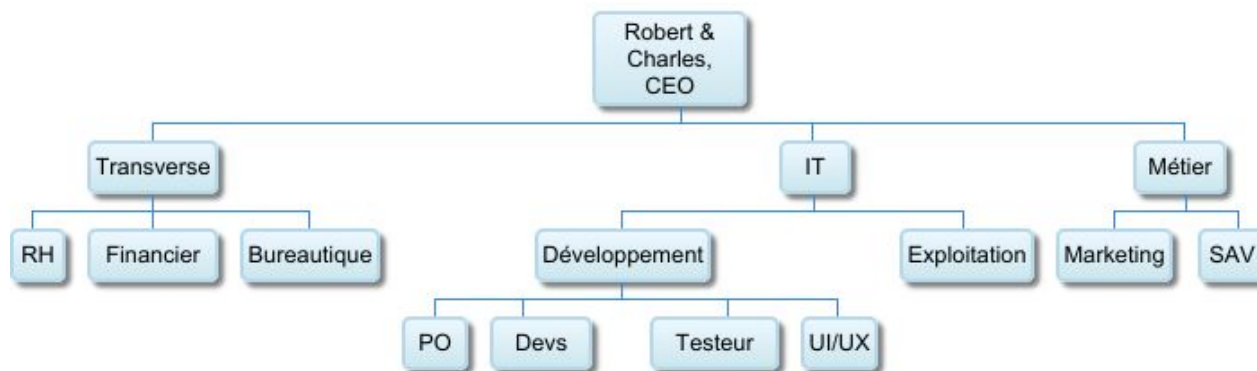 Robert &
Charles,
CEO
Transverse
IT
Métier
RH
Financier
Bureautique
Développement
Exploitation
Marketing
SAV
PO
Devs
Testeur
UI/UX